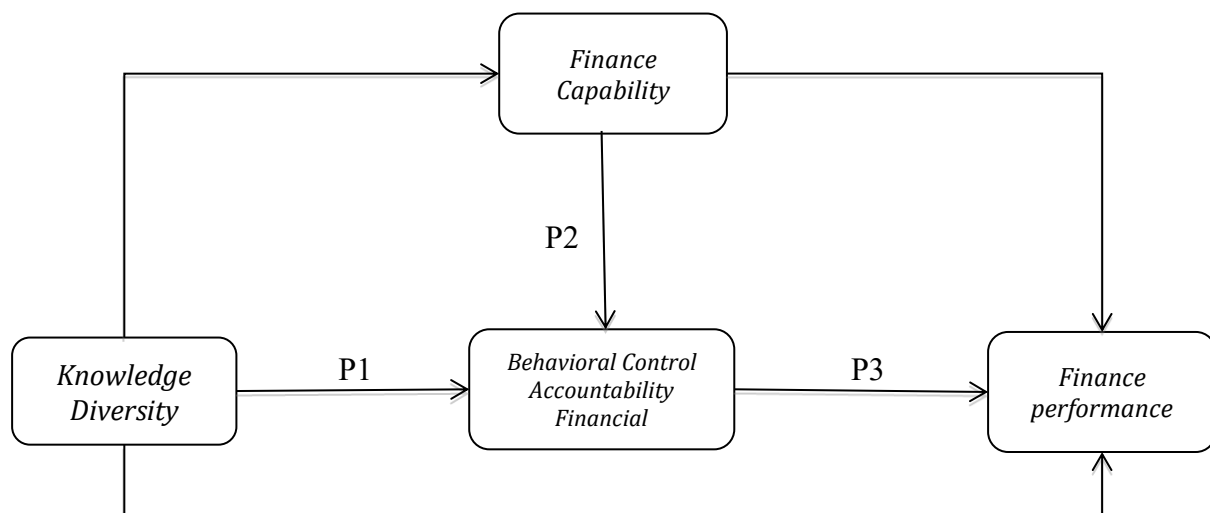 Finance
Capability
P2
Knowledge
Diversity
P1
Behavioral Control
Accountability
Financial
P3
Finance
performance